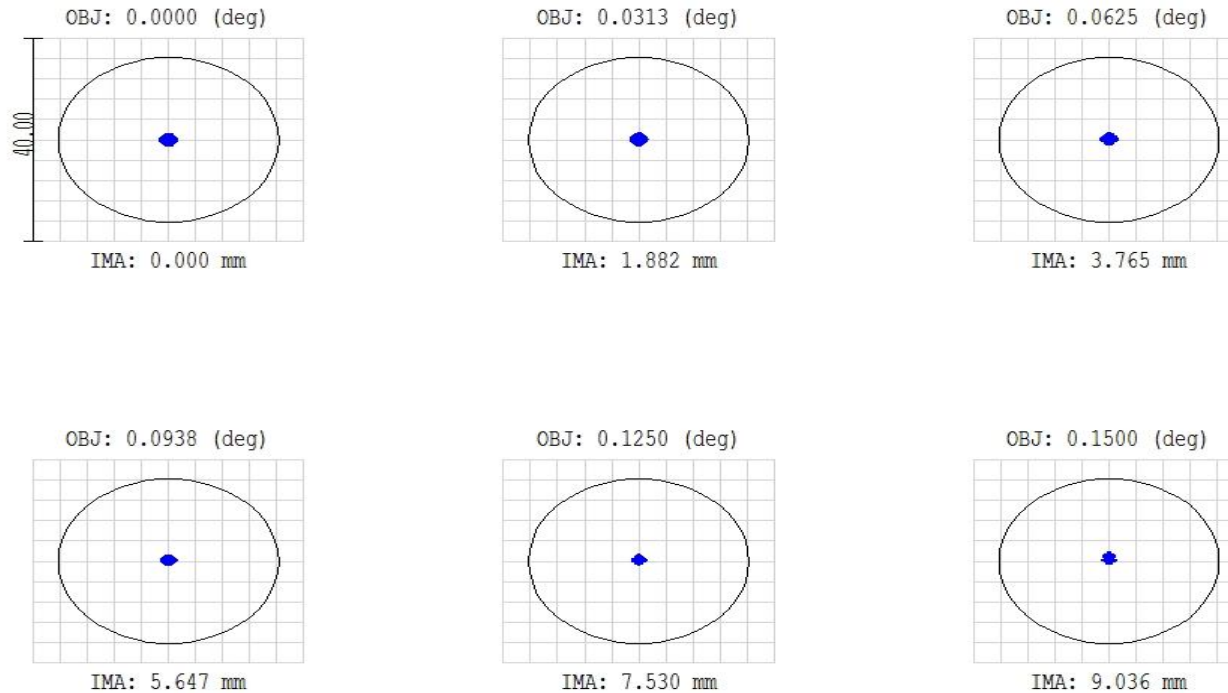 OBJ: 0.0000 (deg)
OBJ: 0.0313 (deg)
OBJ: 0.0625 (deg)
40.00
IMA: 0.000 mm
IMA: 1.882 mm
IMA: 3.765 mm
OBJ: 0.0938 (deg)
OBJ: 0.1250 (deg)
OBJ: 0.1500 (deg)
IMA: 5.647 mm
IMA: 7.530 mm
IMA: 9.036 mm